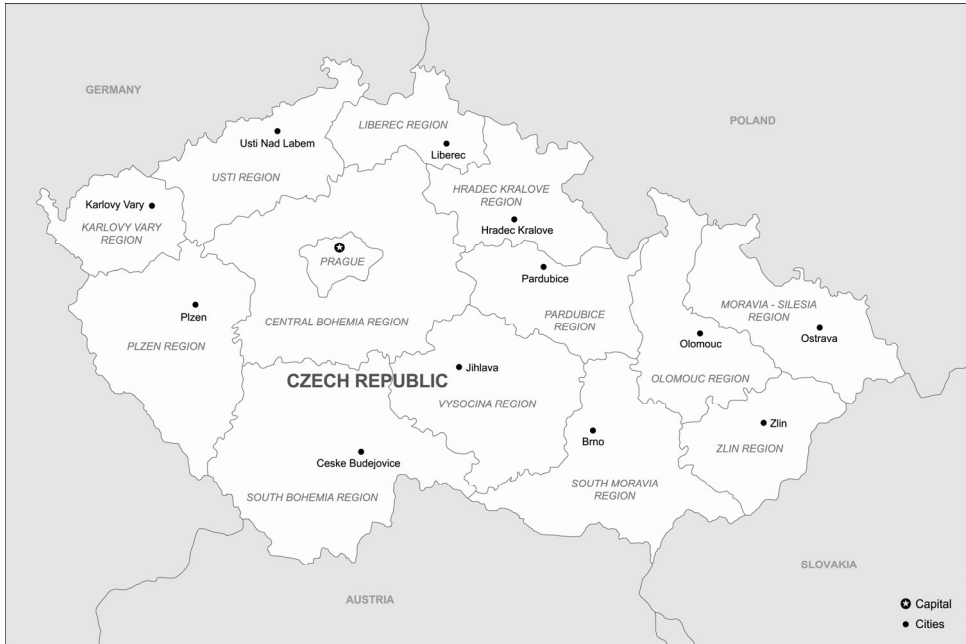 GERMANY
POLAND
LIBEREC REGION
Usti Nad Labem
Liberec
USTI REGION
HRADEC KRALOVE
REGION
Karlovy Vary
KARLOVY VARY
REGION
Hradec Kralove
PRAGUE
Pardubice
MORAVIA - SILESIA
REGION
Plzen
CENTRAL BOHEMIA REGION
PARDUBICE
REGION
PLZEN REGION
Olomouc
Ostrava
Jihlava
CZECH REPUBLIC
OLOMOUC REGION
VYSOCINA REGION
Zlin
Brno
ZLIN REGION
Ceske Budejovice
SOUTH BOHEMIA REGION
SOUTH MORAVIA
REGION
SLOVAKIA
AUSTRIA
Capital
Cities